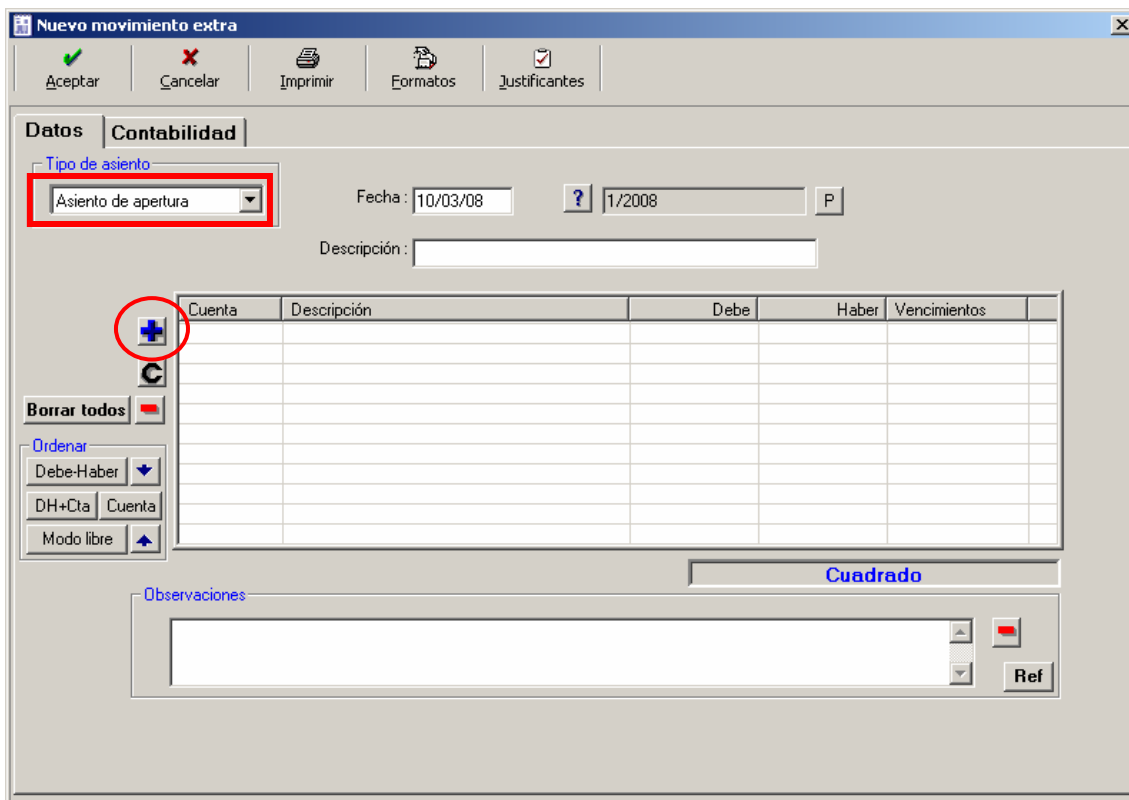 Nuevo movimiento extra
Aceptar Cancelar Imprimir Formatos Justificantes
Datos Contabilidad
Tipo de asiento
Asiento de apertura Fecha : 10/03/08 ? 1/2008 P
Descripción :
Cuenta Descripción Debe Haber Vencimientos
C
Borrar todos
Ordenar
Debe-Haber
DH+Cta Cuenta
Modo libre
Cuadrado
Observaciones
Ref